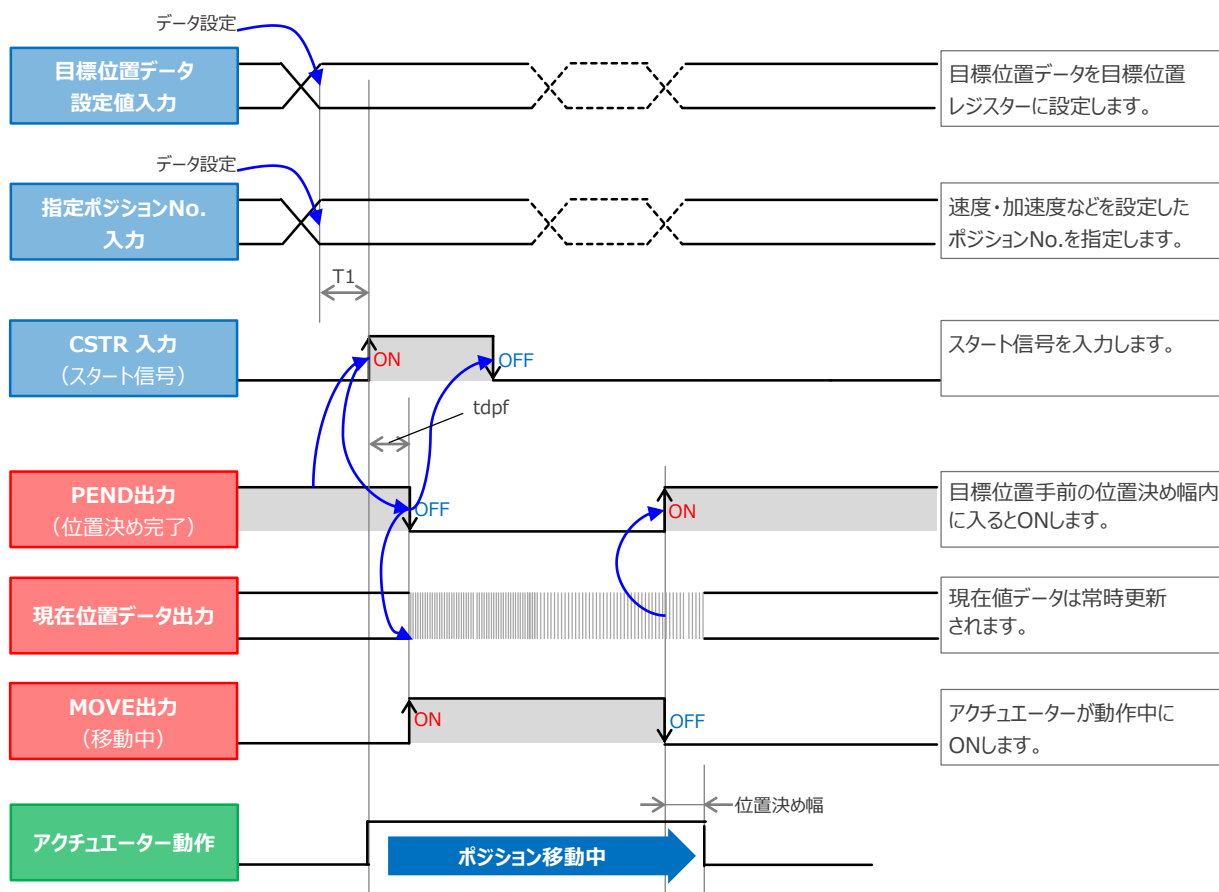 データ設定
目標位置データ
設定値入力
目標位置データを目標位置
レジスターに設定します。
データ設定
指定ポジションNo.
入力
速度・加速度などを設定した
ポジションNo.を指定します。
T1
CSTR 入力
（スタート信号）
ON
OFF
スタート信号を入力します。
tdpf
PEND出力
（位置決め完了）
OFF
ON
目標位置手前の位置決め幅内
に入るとONします。
現在位置データ出力
現在値データは常時更新
されます。
MOVE出力
（移動中）
ON
OFF
アクチュエーターが動作中に
ONします。
位置決め幅
アクチュエーター動作
ポジション移動中